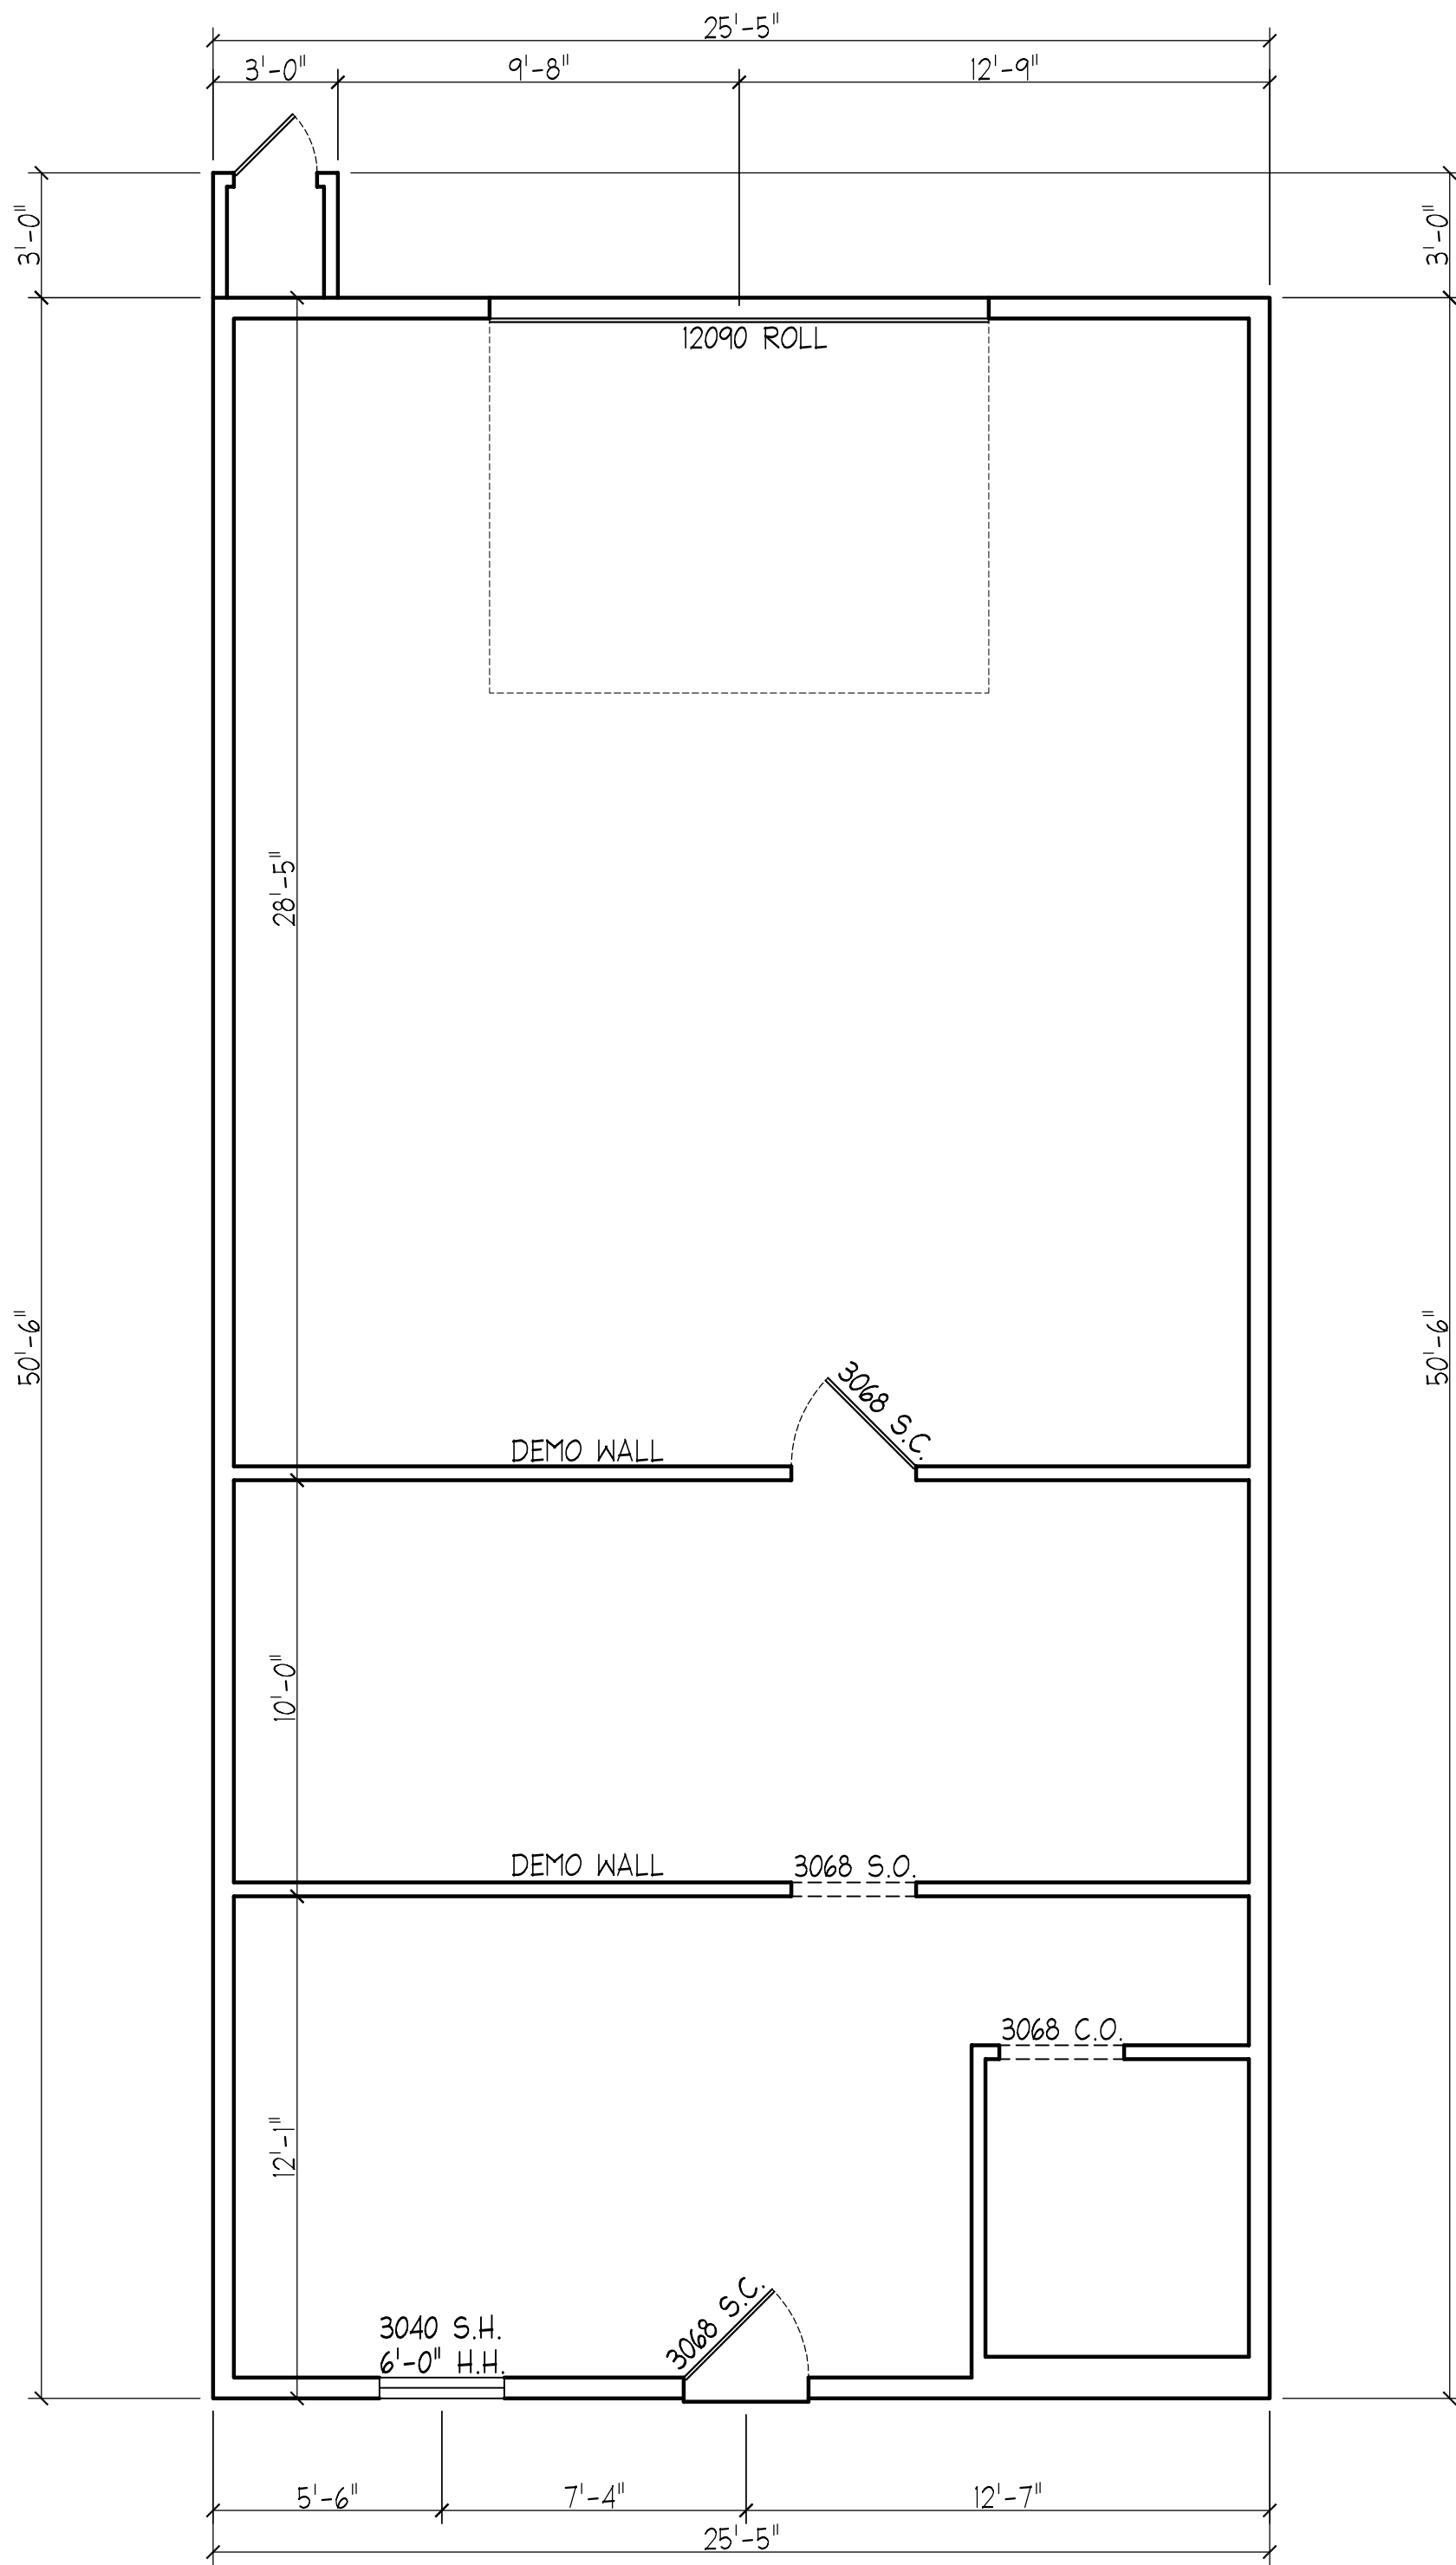 25'-5"
3'-0"
9'-8"
12'-9"
3'-0"
3'-0"
12090 ROLL
28'-5"
50'-6"
50'-6"
3068 S.C.
DEMO WALL
10'-0"
DEMO WALL
3068 S.O.
3068 C.O.
12'-1"
3068 S.C.
3040 S.H.
6'-0" H.H.
5'-6"
7'-4"
12'-7"
25'-5"